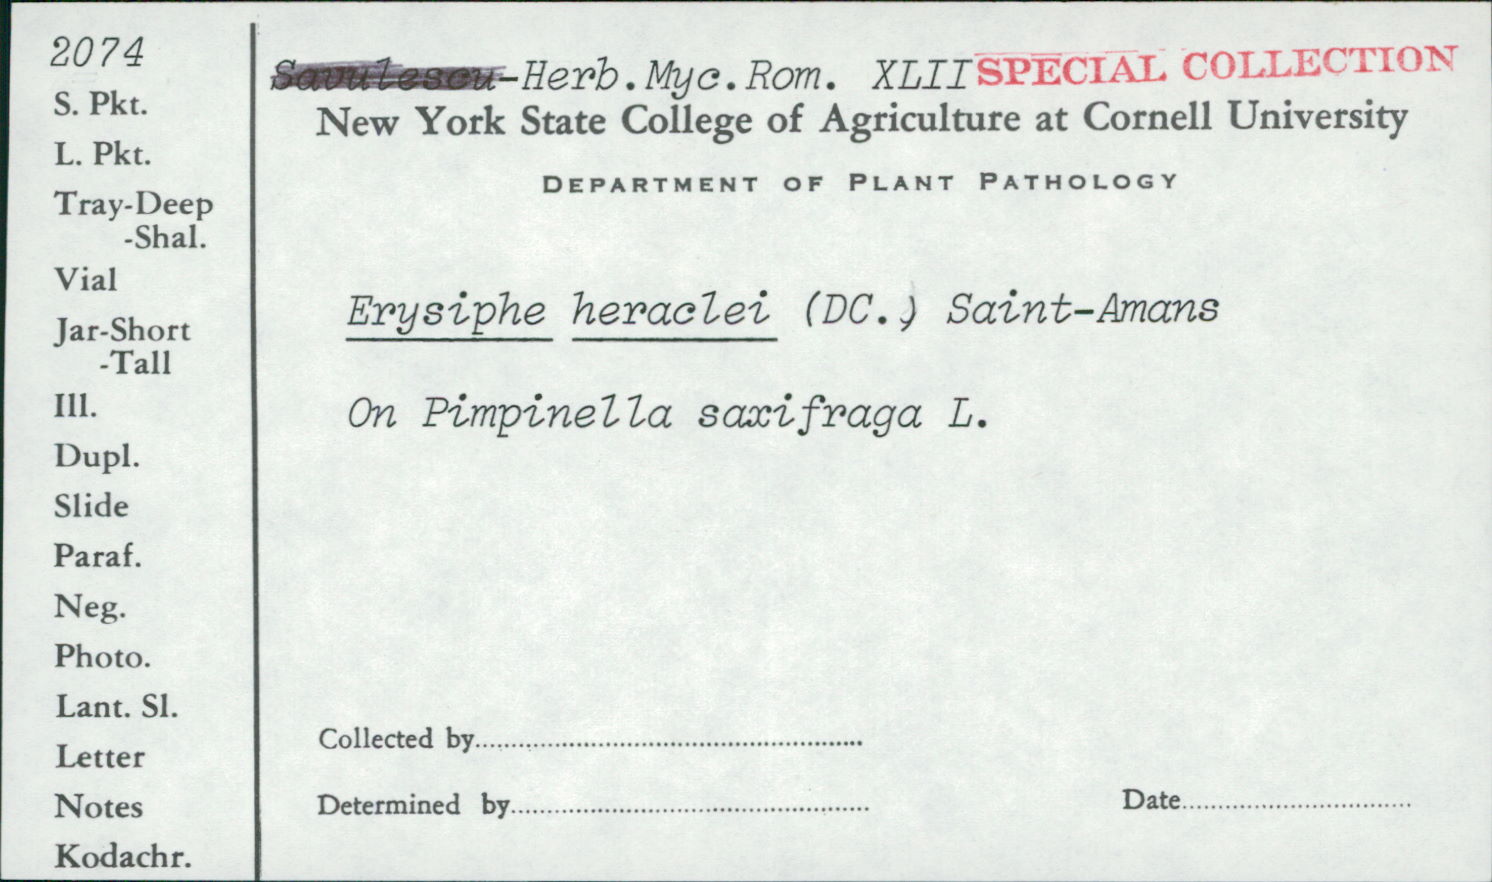 2074
S. Pkt.
L. Pkt.
Tray-Deep
-Shal.
Vial
Jar-Short
-Tall
Ill.
Dupl.
Slide
Paraf.
Neg.
Photo.
Lant. Sl.
Letter
Notes
Kodachr.
Savulescu-Herb.Myc.Rom. XLII SPECIAL COLLECTION
New York State College of Agriculture at Cornell University
DEPARTMENT OF PLANT PATHOLOGY
Erysiphe heraclei (DC.) Saint-Amans
On Pimpinella saxifraga L.
Collected by
Determined by
Date